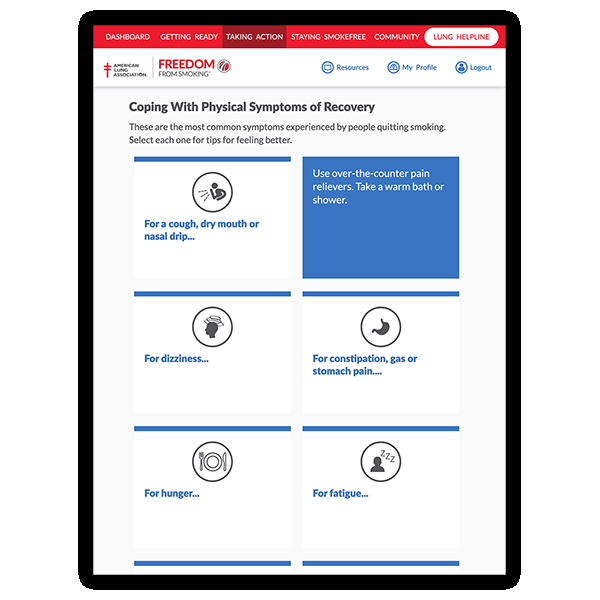 DASHBOARD GETTING READY TAKING ACTION STAYING SMOKEFREE COMMUNITY LUNG HELPLINE
AMERICAN
LUNG
ASSOCIATION.
FREEDOM
FROM SMOKING®
Resources My Profile Logout
Coping With Physical Symptoms of Recovery
These are the most common symptoms experienced by people quitting smoking.
Select each one for tips for feeling better.
For a cough, dry mouth or
nasal drip...
Use over-the-counter pain
relievers. Take a warm bath or
shower.
For dizziness...
For constipation, gas or
stomach pain....
For hunger...
ZZZ
For fatigue...